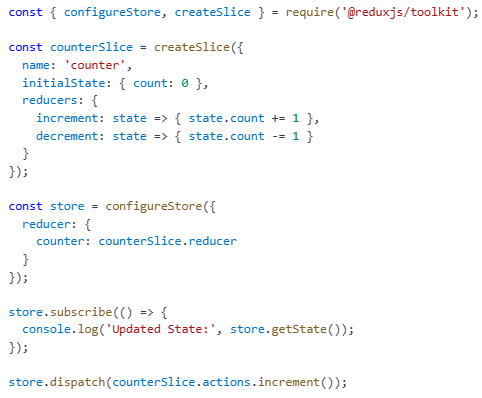 const { configureStore, createSlice } = require('@reduxjs/toolkit');
const counterSlice = createSlice({
  name: 'counter',
  initialState: { count: 0 },
  reducers: {
    increment: state => { state.count += 1 },
    decrement: state => { state.count -= 1 }
  }
});
const store = configureStore({
  reducer: {
    counter: counterSlice.reducer
  }
});
store.subscribe(() => {
  console.log('Updated State:', store.getState());
});
store.dispatch(counterSlice.actions.increment());